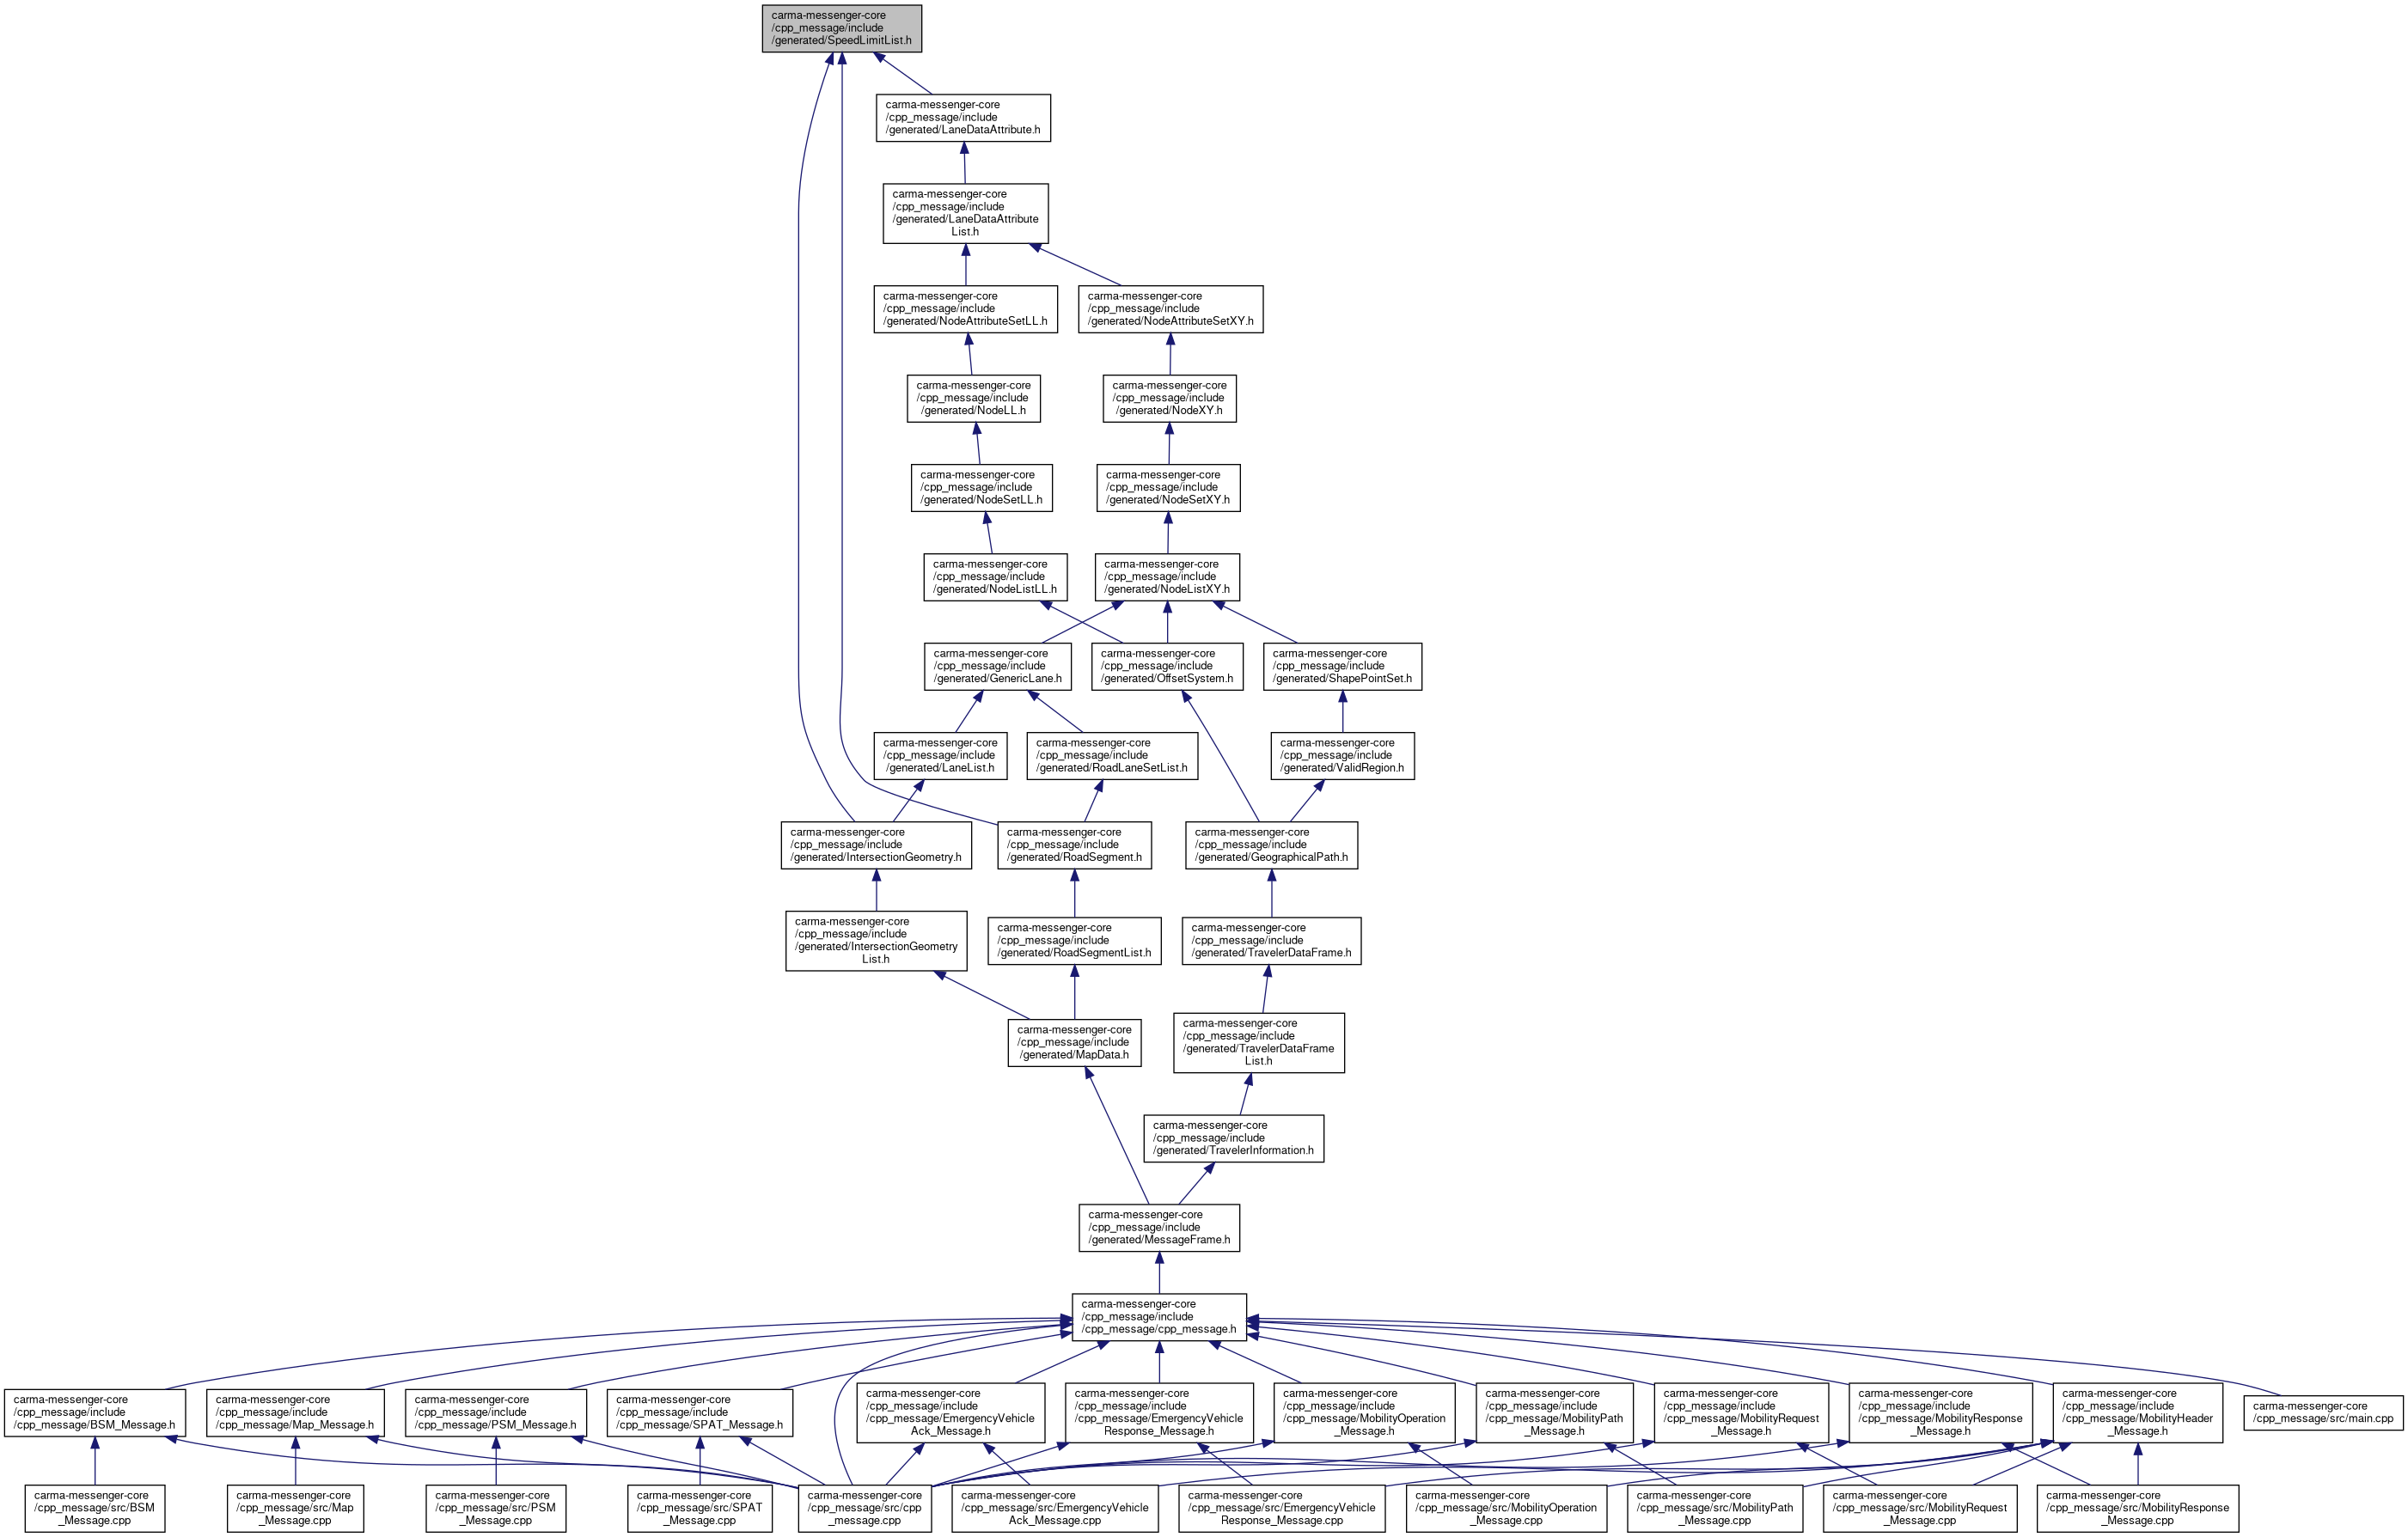 carma-messenger-core
/cpp_message/include
/generated/SpeedLimitList.h
carma-messenger-core
/cpp_message/include
/generated/LaneDataAttribute.h
carma-messenger-core
/cpp_message/include
/generated/LaneDataAttribute
List.h
carma-messenger-core
/cpp_message/include
/generated/NodeAttributeSetLL.h
carma-messenger-core
/cpp_message/include
/generated/NodeAttributeSetXY.h
carma-messenger-core
/cpp_message/include
/generated/NodeLL.h
carma-messenger-core
/cpp_message/include
/generated/NodeXY.h
carma-messenger-core
/cpp_message/include
/generated/NodeSetLL.h
carma-messenger-core
/cpp_message/include
/generated/NodeSetXY.h
carma-messenger-core
/cpp_message/include
/generated/NodeListLL.h
carma-messenger-core
/cpp_message/include
/generated/NodeListXY.h
carma-messenger-core
/cpp_message/include
/generated/GenericLane.h
carma-messenger-core
/cpp_message/include
/generated/OffsetSystem.h
carma-messenger-core
/cpp_message/include
/generated/ShapePointSet.h
carma-messenger-core
/cpp_message/include
/generated/LaneList.h
carma-messenger-core
/cpp_message/include
/generated/RoadLaneSetList.h
carma-messenger-core
/cpp_message/include
/generated/ValidRegion.h
carma-messenger-core
/cpp_message/include
/generated/IntersectionGeometry.h
carma-messenger-core
/cpp_message/include
/generated/RoadSegment.h
carma-messenger-core
/cpp_message/include
/generated/GeographicalPath.h
carma-messenger-core
/cpp_message/include
/generated/IntersectionGeometry
List.h
carma-messenger-core
/cpp_message/include
/generated/RoadSegmentList.h
carma-messenger-core
/cpp_message/include
/generated/TravelerDataFrame.h
carma-messenger-core
/cpp_message/include
/generated/MapData.h
carma-messenger-core
/cpp_message/include
/generated/TravelerDataFrame
List.h
carma-messenger-core
/cpp_message/include
/generated/TravelerInformation.h
carma-messenger-core
/cpp_message/include
/generated/MessageFrame.h
carma-messenger-core
/cpp_message/include
/cpp_message/cpp_message.h
carma-messenger-core
/cpp_message/include
/cpp_message/BSM_Message.h
carma-messenger-core
/cpp_message/include
/cpp_message/Map_Message.h
carma-messenger-core
/cpp_message/include
/cpp_message/PSM_Message.h
carma-messenger-core
/cpp_message/include
/cpp_message/SPAT_Message.h
carma-messenger-core
/cpp_message/include
/cpp_message/EmergencyVehicle
Ack_Message.h
carma-messenger-core
/cpp_message/include
/cpp_message/EmergencyVehicle
Response_Message.h
carma-messenger-core
/cpp_message/include
/cpp_message/MobilityOperation
_Message.h
carma-messenger-core
/cpp_message/include
/cpp_message/MobilityPath
_Message.h
carma-messenger-core
/cpp_message/include
/cpp_message/MobilityRequest
_Message.h
carma-messenger-core
/cpp_message/include
/cpp_message/MobilityResponse
_Message.h
carma-messenger-core
/cpp_message/include
/cpp_message/MobilityHeader
_Message.h
carma-messenger-core
/cpp_message/src/main.cpp
carma-messenger-core
/cpp_message/src/BSM
_Message.cpp
carma-messenger-core
/cpp_message/src/Map
_Message.cpp
carma-messenger-core
/cpp_message/src/PSM
_Message.cpp
carma-messenger-core
/cpp_message/src/SPAT
_Message.cpp
carma-messenger-core
/cpp_message/src/cpp
_message.cpp
carma-messenger-core
/cpp_message/src/EmergencyVehicle
Ack_Message.cpp
carma-messenger-core
/cpp_message/src/EmergencyVehicle
Response_Message.cpp
carma-messenger-core
/cpp_message/src/MobilityOperation
_Message.cpp
carma-messenger-core
/cpp_message/src/MobilityPath
_Message.cpp
carma-messenger-core
/cpp_message/src/MobilityRequest
_Message.cpp
carma-messenger-core
/cpp_message/src/MobilityResponse
_Message.cpp